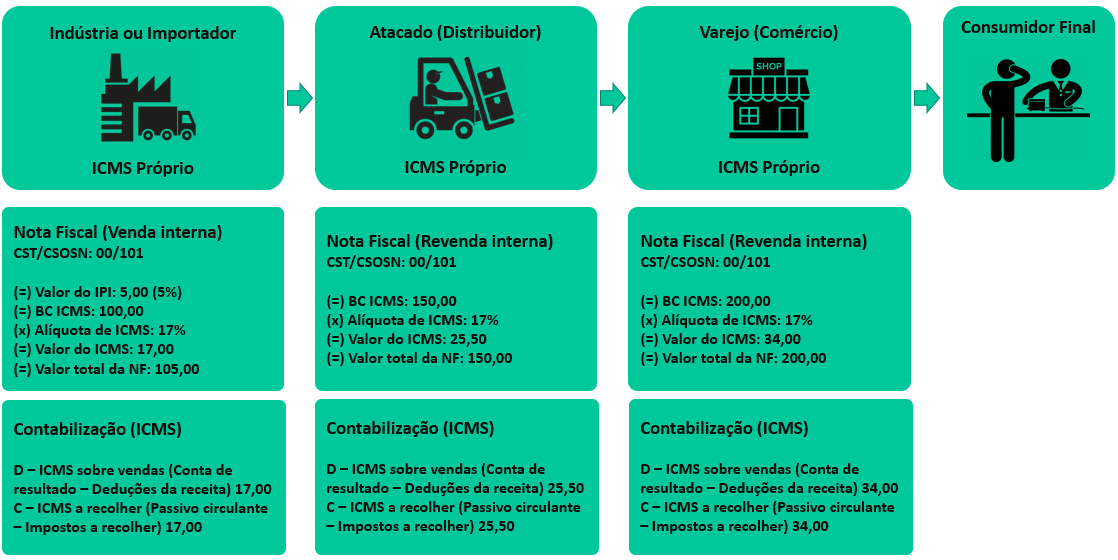 Indústria ou Importador
ICMS Próprio
Atacado (Distribuidor)
ICMS Próprio
Varejo (Comércio)
SHOP
ICMS Próprio
Consumidor Final
Nota Fiscal (Venda interna)
CST/CSOSN: 00/101
(=) Valor do IPI: 5,00 (5%)
(=) BC ICMS: 100,00
(x) Alíquota de ICMS: 17%
(=) Valor do ICMS: 17,00
(=) Valor total da NF: 105,00
Nota Fiscal (Revenda interna)
CST/CSOSN: 00/101
(=) BC ICMS: 150,00
(x) Alíquota de ICMS: 17%
(=) Valor do ICMS: 25,50
(=) Valor total da NF: 150,00
Nota Fiscal (Revenda interna)
CST/CSOSN: 00/101
(=) BC ICMS: 200,00
(x) Alíquota de ICMS: 17%
(=) Valor do ICMS: 34,00
(=) Valor total da NF: 200,00
Contabilização (ICMS)
D – ICMS sobre vendas (Conta de
resultado – Deduções da receita) 17,00
C – ICMS a recolher (Passivo circulante
– Impostos a recolher) 17,00
Contabilização (ICMS)
D – ICMS sobre vendas (Conta de
resultado – Deduções da receita) 25,50
C – ICMS a recolher (Passivo circulante
– Impostos a recolher) 25,50
Contabilização (ICMS)
D – ICMS sobre vendas (Conta de
resultado – Deduções da receita) 34,00
C – ICMS a recolher (Passivo circulante
– Impostos a recolher) 34,00